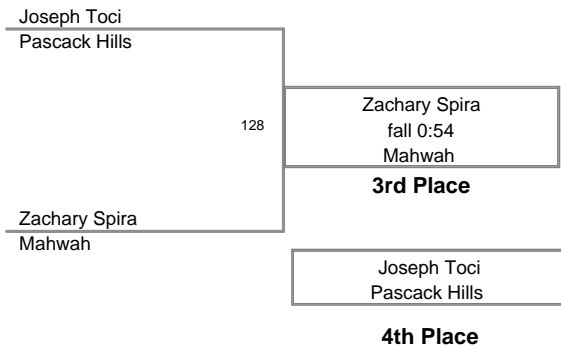 Joseph Toci
Pascack Hills
128
Zachary Spira
fall 0:54
Mahwah
3rd Place
Zachary Spira
Mahwah
Joseph Toci
Pascack Hills
4th Place